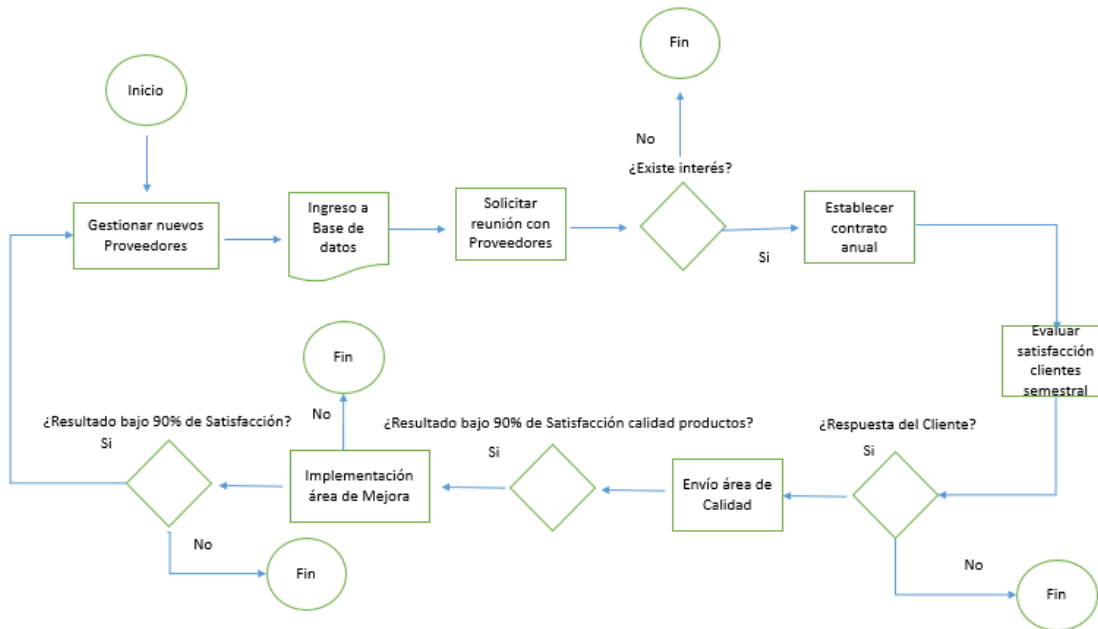 Fin
Inicio
No
¿Existe interés?
Gestionar nuevos
Proveedores
Ingreso a
Base de
datos
Solicitar
reunión con
Proveedores
Si
Establecer
contrato
anual
Evaluar
satisfacción
clientes
semestral
Fin
No
¿Resultado bajo 90% de Satisfacción?
Si
¿Resultado bajo 90% de Satisfacción calidad productos?
Si
¿Respuesta del Cliente?
Si
Implementación
área de Mejora
Envío área de
Calidad
No
Fin
No
Fin